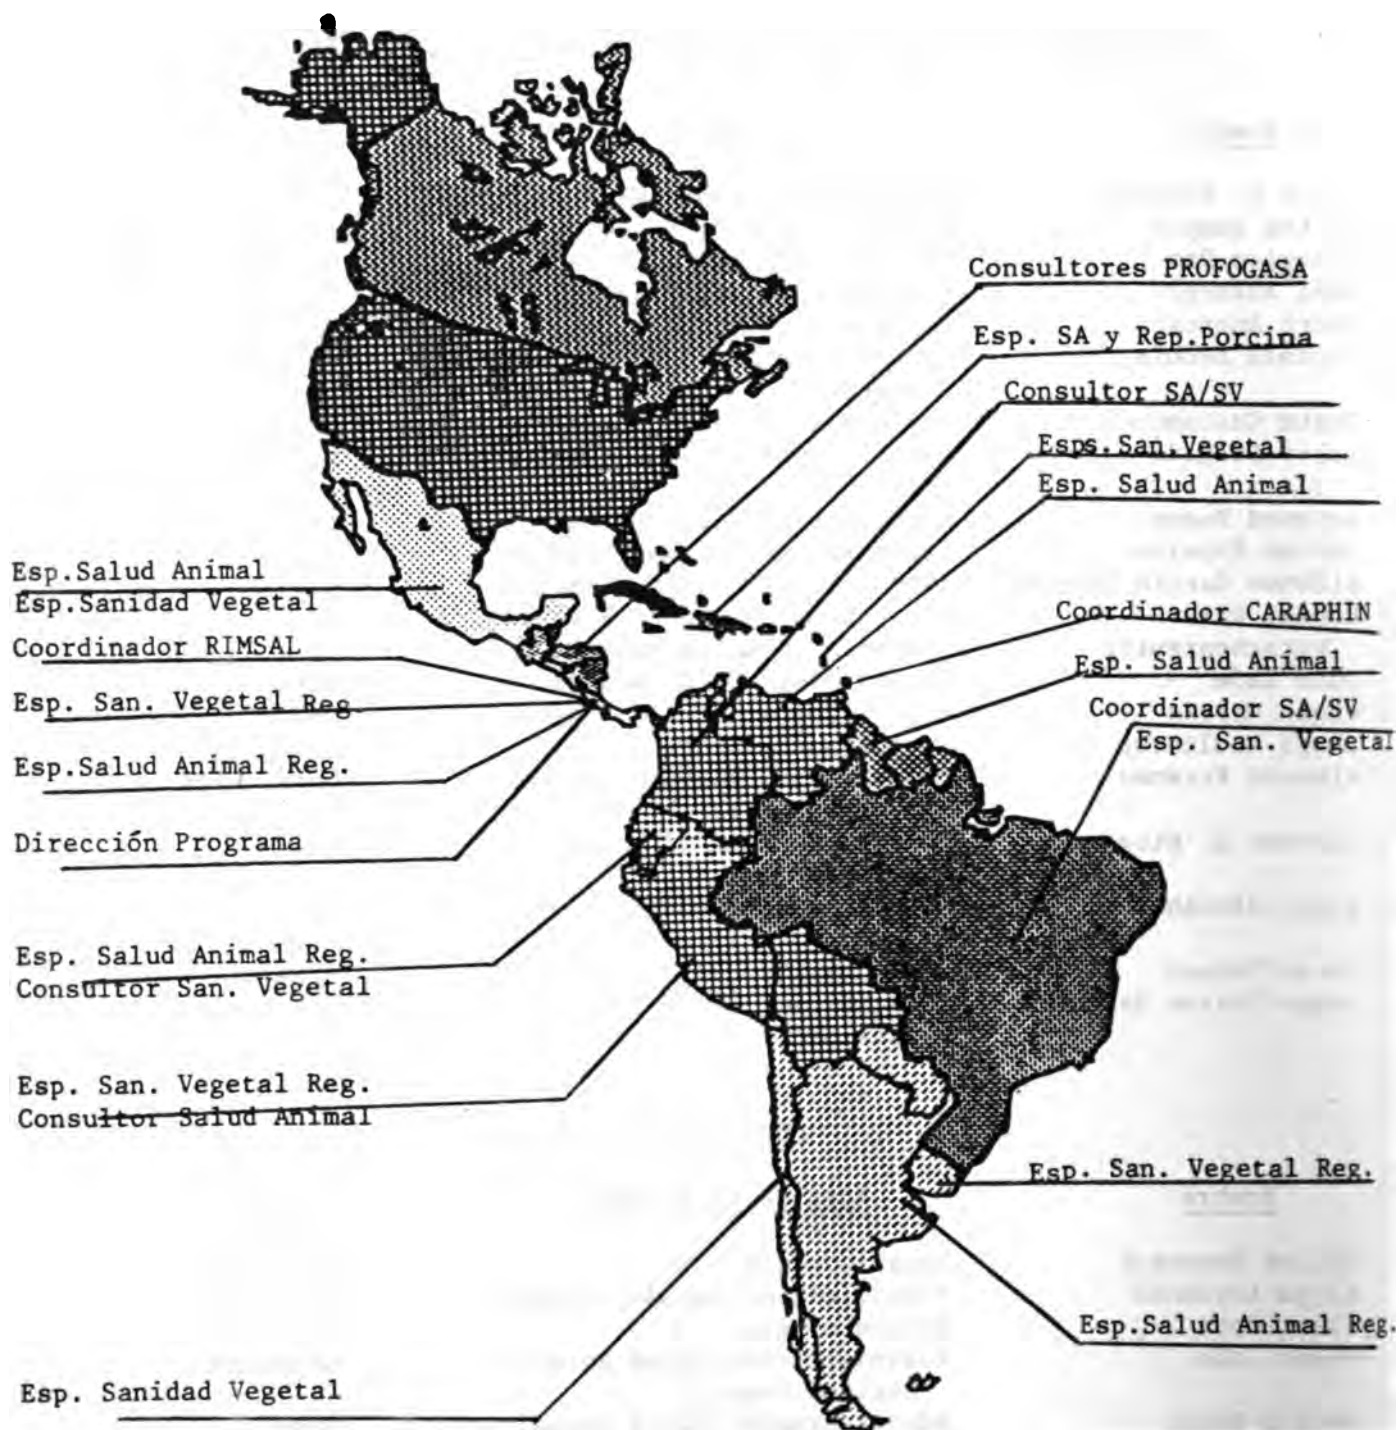 Consultores PROFOGASA
Esp. SA y Rep.Porcina
Consultor SA/SV
Esps.San.Vegetal
Esp. Salud Animal
Esp.Salud Animal
Esp.Sanidad Vegetal
Coordinador RIMSAL
Esp. San. Vegetal Reg.
Esp.Salud Animal Reg.
Dirección Programa
Esp. Salud Animal Reg.
Consultor San. Vegetal
Esp. San. Vegetal Reg.
Consultor Salud Animal
Esp. Sanidad Vegetal
Coordinador CARAPHIN
Esp. Salud Animal
Coordinador SA/SV
Esp. San. Vegetal
Esp. San. Vegetal Reg.
Esp.Salud Animal Reg.